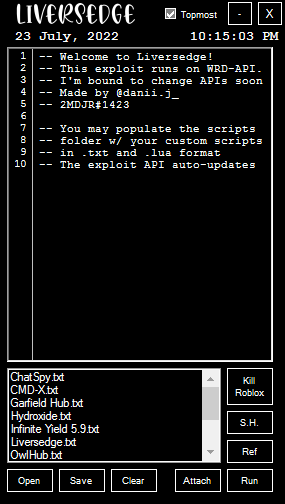 LIVERSEDGE
Topmost
-
X
23 July, 2022
10:15:03 PM
1 -- Welcome to Liversedge!
2 -- This exploit runs on WRD-API.
3 -- I'm bound to change APIs soon
4 -- Made by @danii.j_
5 -- 2MDJR#1423
6
7 -- You may populate the scripts
8 -- folder w/ your custom scripts
9 -- in .txt and .lua format
10 -- The exploit API auto-updates
ChatSpy.txt
CMD-X.txt
Garfield Hub.txt
Hydroxide.txt
Infinite Yield 5.9.txt
Liversedge.txt
OwlHub.txt
Kill
Roblox
S.H.
Ref
Open
Save
Clear
Attach
Run